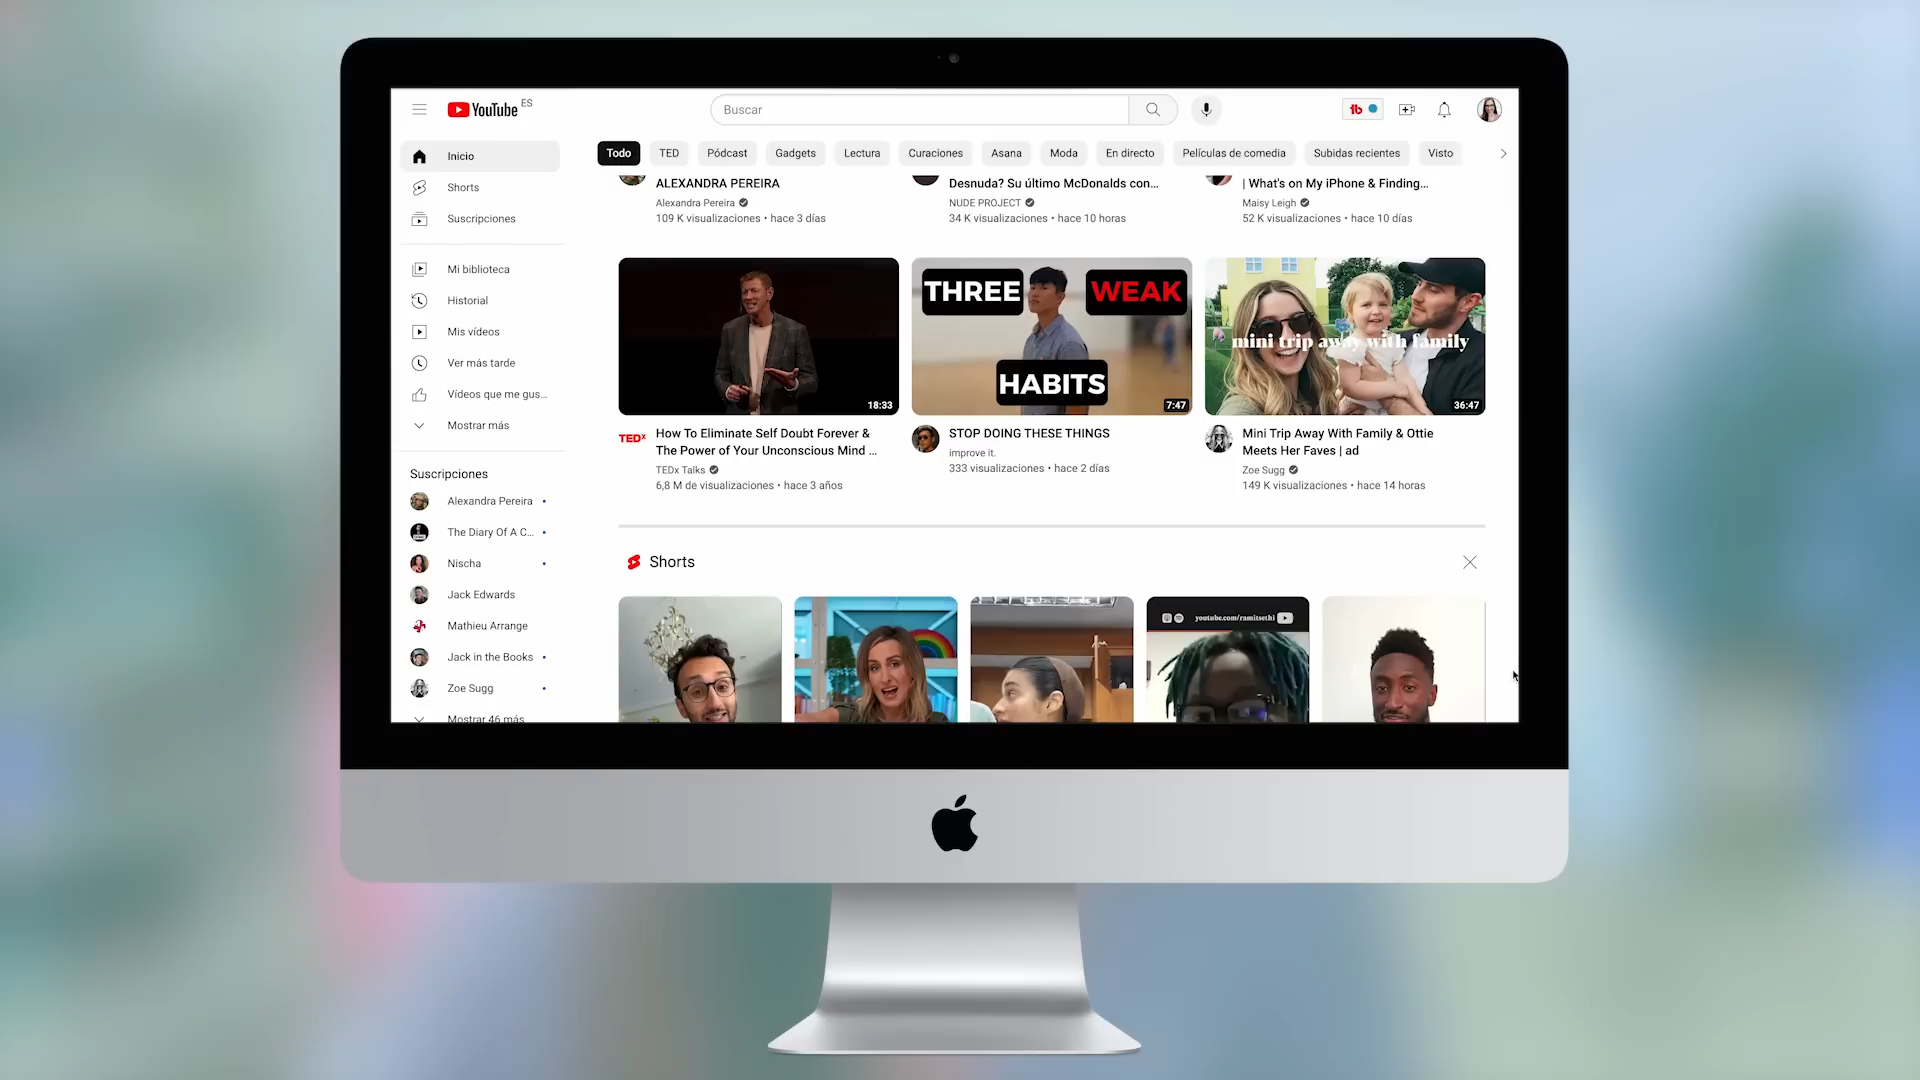 YouTube ES
Buscar
tb
Inicio
Shorts
Suscripciones
Mi biblioteca
Historial
Mis vídeos
Ver más tarde
Vídeos que me gus...
Mostrar más
Suscripciones
Alexandra Pereira
The Diary Of A C...
Nischa
Jack Edwards
Mathieu Arrange
Jack in the Books
Zoe Sugg
Mostrar 46 más
Todo
TED
Pódcast
Gadgets
Lectura
Curaciones
Asana
Moda
En directo
Películas de comedia
Subidas recientes
Visto
ALEXANDRA PEREIRA
Alexandra Pereira
109 K visualizaciones • hace 3 días
Desnuda? Su último McDonalds con...
NUDE PROJECT
34 K visualizaciones • hace 10 horas
| What's on My iPhone & Finding...
Maisy Leigh
52 K visualizaciones • hace 10 días
18:33
TEDx
How To Eliminate Self Doubt Forever &
The Power of Your Unconscious Mind ...
TEDx Talks
6,8 M de visualizaciones • hace 3 años
THREE WEAK
HABITS
7:47
STOP DOING THESE THINGS
improve it.
333 visualizaciones • hace 2 días
mini trip away with family
36:47
Mini Trip Away With Family & Ottie
Meets Her Faves | ad
Zoe Sugg
149 K visualizaciones • hace 14 horas
Shorts
youtube.com/ramitsethi